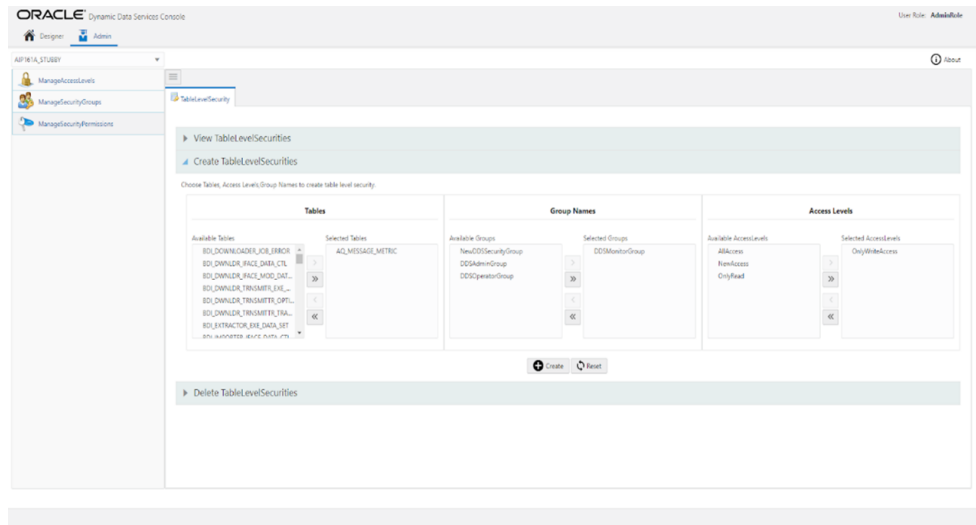 ORACLE Dynamic Data Services Console
User Role: AdminRole
Designer Admin
AIP161A_STUBBY
About
ManageAccessLevels
ManageSecurityGroups
ManageSecurityPermissions
TableLevelSecurity
View TableLevelSecurities
Create TableLevelSecurities
Choose Tables, Access Levels,Group Names to create table level security.
Tables
Available Tables
BDI_DOWNLOADER_JOB_ERROR
BDI_DWNLDR_IFACE_DATA_CTL
BDI_DWNLDR_IFACE_MOD_DAT...
BDI_DWNLDR_TRNSMITR_EXE_...
BDI_DWNLDR_TRNSMITTR_OPTI...
BDI_DWNLDR_TRNSMITTR_TRA...
BDI_EXTRACTOR_EXE_DATA_SET
BDI_IMPORTER_IFACE_DATA_CTL
Selected Tables
AQ_MESSAGE_METRIC
Group Names
Available Groups
NewDDSSecurityGroup
DDSAdminGroup
DDSOperatorGroup
Selected Groups
DDSMonitorGroup
Access Levels
Available AccessLevels
AllAccess
NewAccess
OnlyRead
Selected AccessLevels
OnlyWriteAccess
Create Reset
Delete TableLevelSecurities